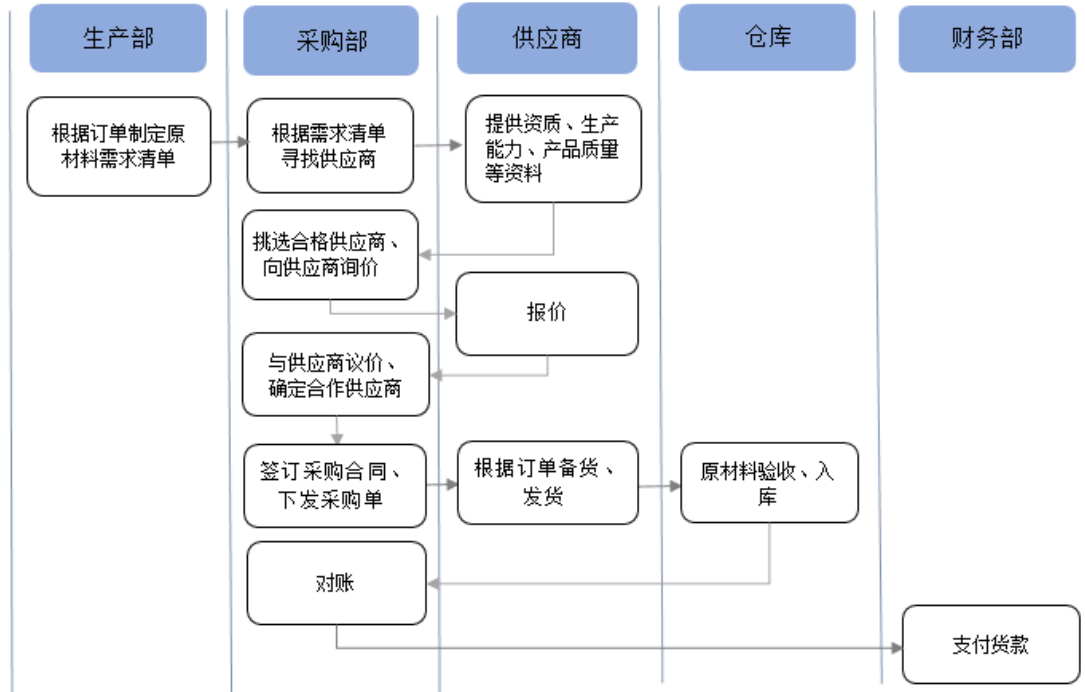 生产部
采购部
供应商
仓库
财务部
根据订单制定原
材料需求清单
根据需求清单
寻找供应商
提供资质、生产
能力、产品质量
等资料
挑选合格供应商、
向供应商询价
报价
与供应商议价、
确定合作供应商
签订采购合同、
下发采购单
根据订单备货、
发货
原材料验收、入
库
对账
支付货款